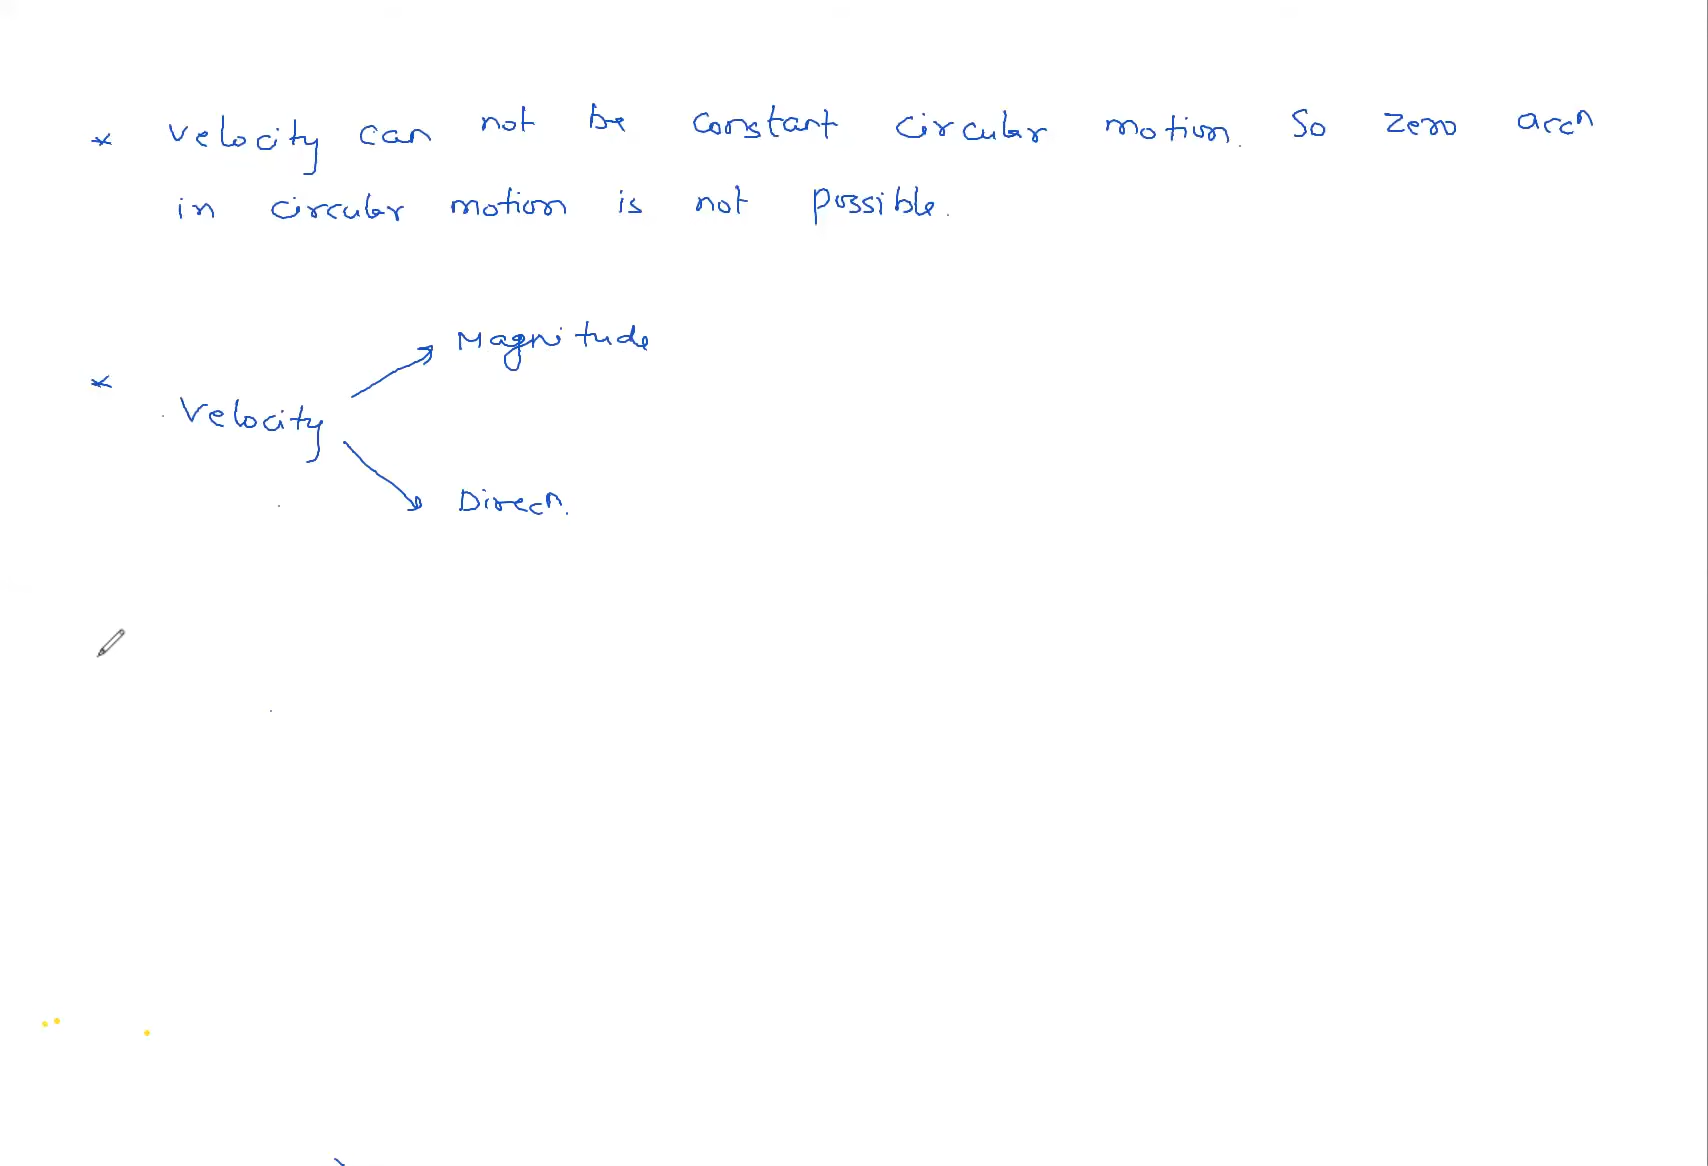 * Velocity can not be constant circular motion. So zero accn
in circular motion is not possible.
Magnitude
* Velocity
Direcn.